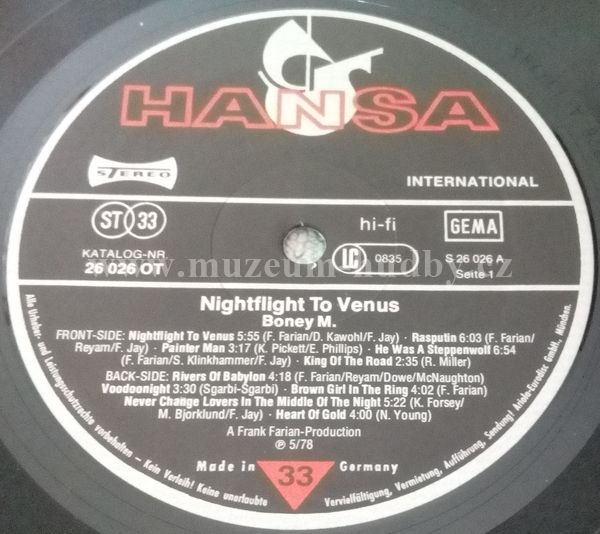 HANSA
STEREO
INTERNATIONAL
ST 33
hi-fi
GEMA
KATALOG-NR.
26 026 OT
LC 0835
S 26 026 A
Seite 1
Nightflight To Venus
Boney M.
FRONT-SIDE: Nightflight To Venus 5:55 (F. Farian/D. Kawohl/F. Jay) · Rasputin 6:03 (F. Farian/
Reyam/F. Jay) · Painter Man 3:17 (K. Pickett/E. Phillips) · He Was A Steppenwolf 6:54
(F. Farian/S. Klinkhammer/F. Jay) · King Of The Road 2:35 (R. Miller)
BACK-SIDE: Rivers Of Babylon 4:18 (F. Farian/Reyam/Dowe/McNaughton)
Voodoonight 3:30 (Sgarbi-Sgarbi) · Brown Girl In The Ring 4:02 (F. Farian)
Never Change Lovers In The Middle Of The Night 5:22 (K. Forsey/
M. Bjorklund/F. Jay) · Heart Of Gold 4:00 (N. Young)
A Frank Farian-Production
℗ 5/78
Made in Germany
33
Alle Urheber- und Leistungsschutzrechte vorbehalten – Kein Verleih! Keine unerlaubte Vervielfältigung, Vermietung, Aufführung, Sendung! Ariola-Eurodisc GmbH, München.
www.muzeum-hudby.cz